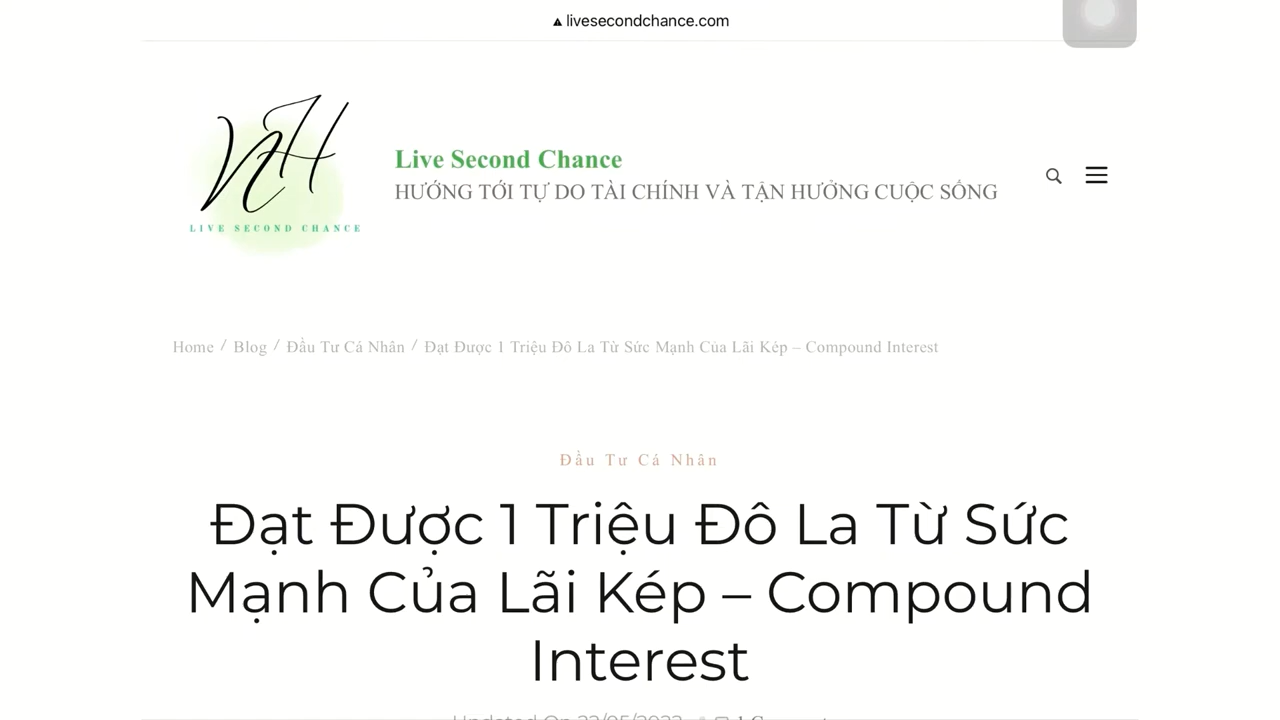 livesecondchance.com
NH
LIVE SECOND CHANCE
Live Second Chance
HƯỚNG TỚI TỰ DO TÀI CHÍNH VÀ TẬN HƯỞNG CUỘC SỐNG
Home / Blog / Đầu Tư Cá Nhân / Đạt Được 1 Triệu Đô La Từ Sức Mạnh Của Lãi Kép – Compound Interest
Đầu Tư Cá Nhân
Đạt Được 1 Triệu Đô La Từ Sức
Mạnh Của Lãi Kép – Compound
Interest